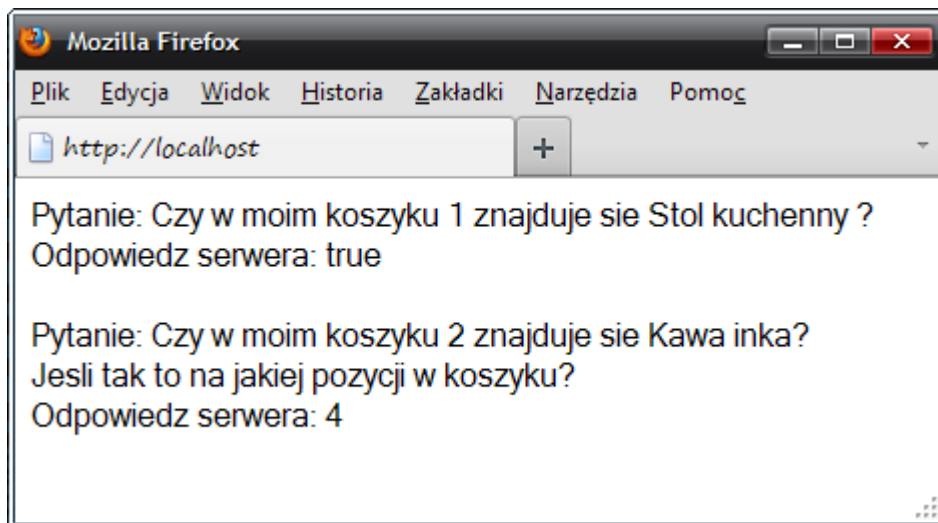 Mozilla Firefox
Plik Edycja Widok Historia Zakładki Narzędzia Pomoc
http://localhost
Pytanie: Czy w moim koszyku 1 znajduje sie Stol kuchenny ?
Odpowiedz serwera: true
Pytanie: Czy w moim koszyku 2 znajduje sie Kawa inka?
Jesli tak to na jakiej pozycji w koszyku?
Odpowiedz serwera: 4